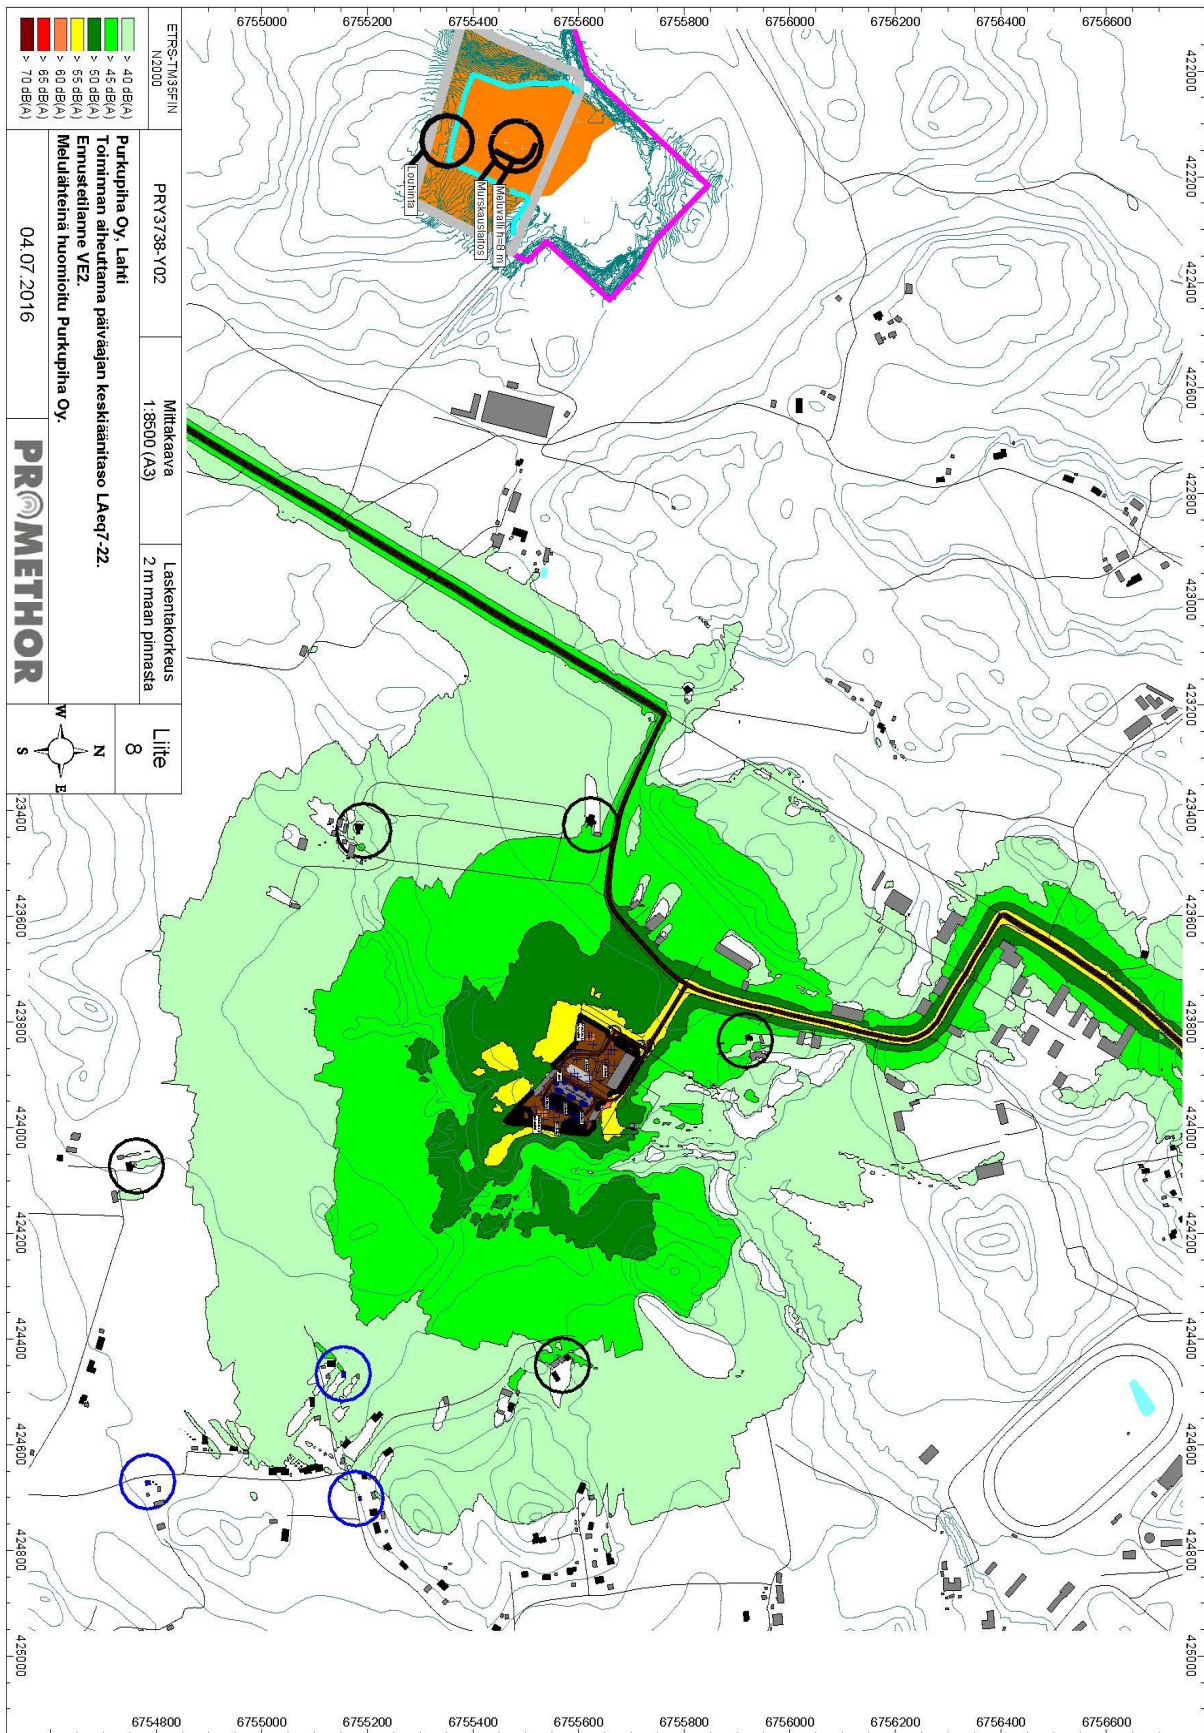 6755000
6755200
6755400
6755600
6755800
6756000
6756200
6756400
6756600
422000
422200
422400
422600
422800
423000
423200
423400
423600
423800
424000
424200
424400
424600
424800
425000
Louhinta
Murskauslaitos
Meluvalli h=8 m
ETRS-TM35FIN
N2000
PRY3738-Y02
Mittakaava
1:8500 (A3)
Laskentakorkeus
2 m maan pinnasta
Liite
8
> 40 dB(A)
> 45 dB(A)
> 50 dB(A)
> 55 dB(A)
> 60 dB(A)
> 65 dB(A)
> 70 dB(A)
Purkupiha Oy, Lahti
Toiminnan aiheuttama päiväajan keskiäänitaso LAeq7-22.
Ennustetilanne VE2.
Melulähteinä huomioitu Purkupiha Oy.
04.07.2016
PROMETHOR
N
W
E
S
23400
423600
423800
424000
424200
424400
424600
424800
425000
6754800
6755000
6755200
6755400
6755600
6755800
6756000
6756200
6756400
6756600